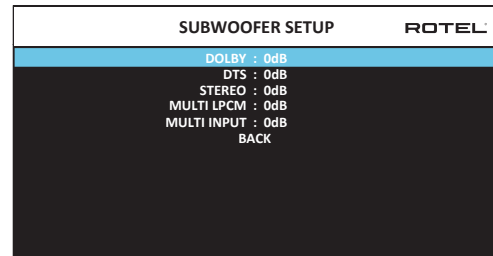 SUBWOOFER SETUP ROTEL
DOLBY : 0dB
DTS : 0dB
STEREO : 0dB
MULTI LPCM : 0dB
MULTI INPUT : 0dB
BACK